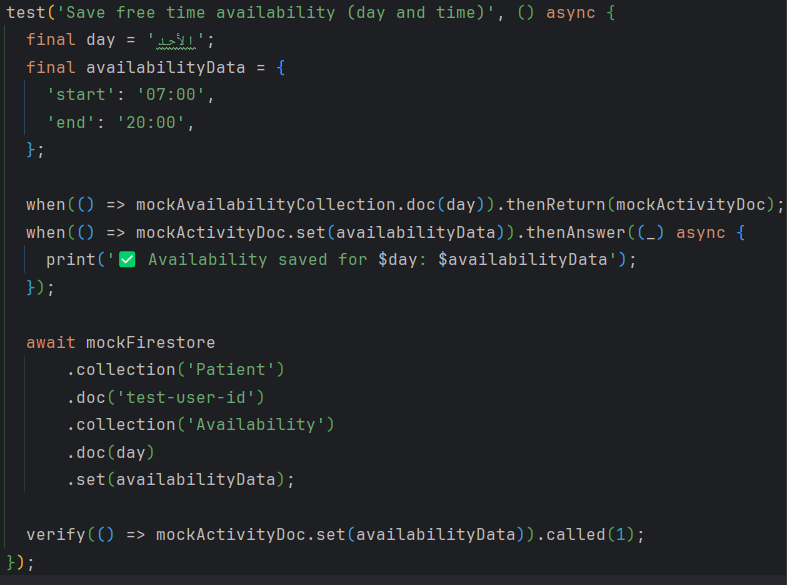 test('Save free time availability (day and time)', () async {
  final day = 'الأحد';
  final availabilityData = {
    'start': '07:00',
    'end': '20:00',
  };

  when(() => mockAvailabilityCollection.doc(day)).thenReturn(mockActivityDoc);
  when(() => mockActivityDoc.set(availabilityData)).thenAnswer((_) async {
    print('✅ Availability saved for $day: $availabilityData');
  });

  await mockFirestore
      .collection('Patient')
      .doc('test-user-id')
      .collection('Availability')
      .doc(day)
      .set(availabilityData);

  verify(() => mockActivityDoc.set(availabilityData)).called(1);
});